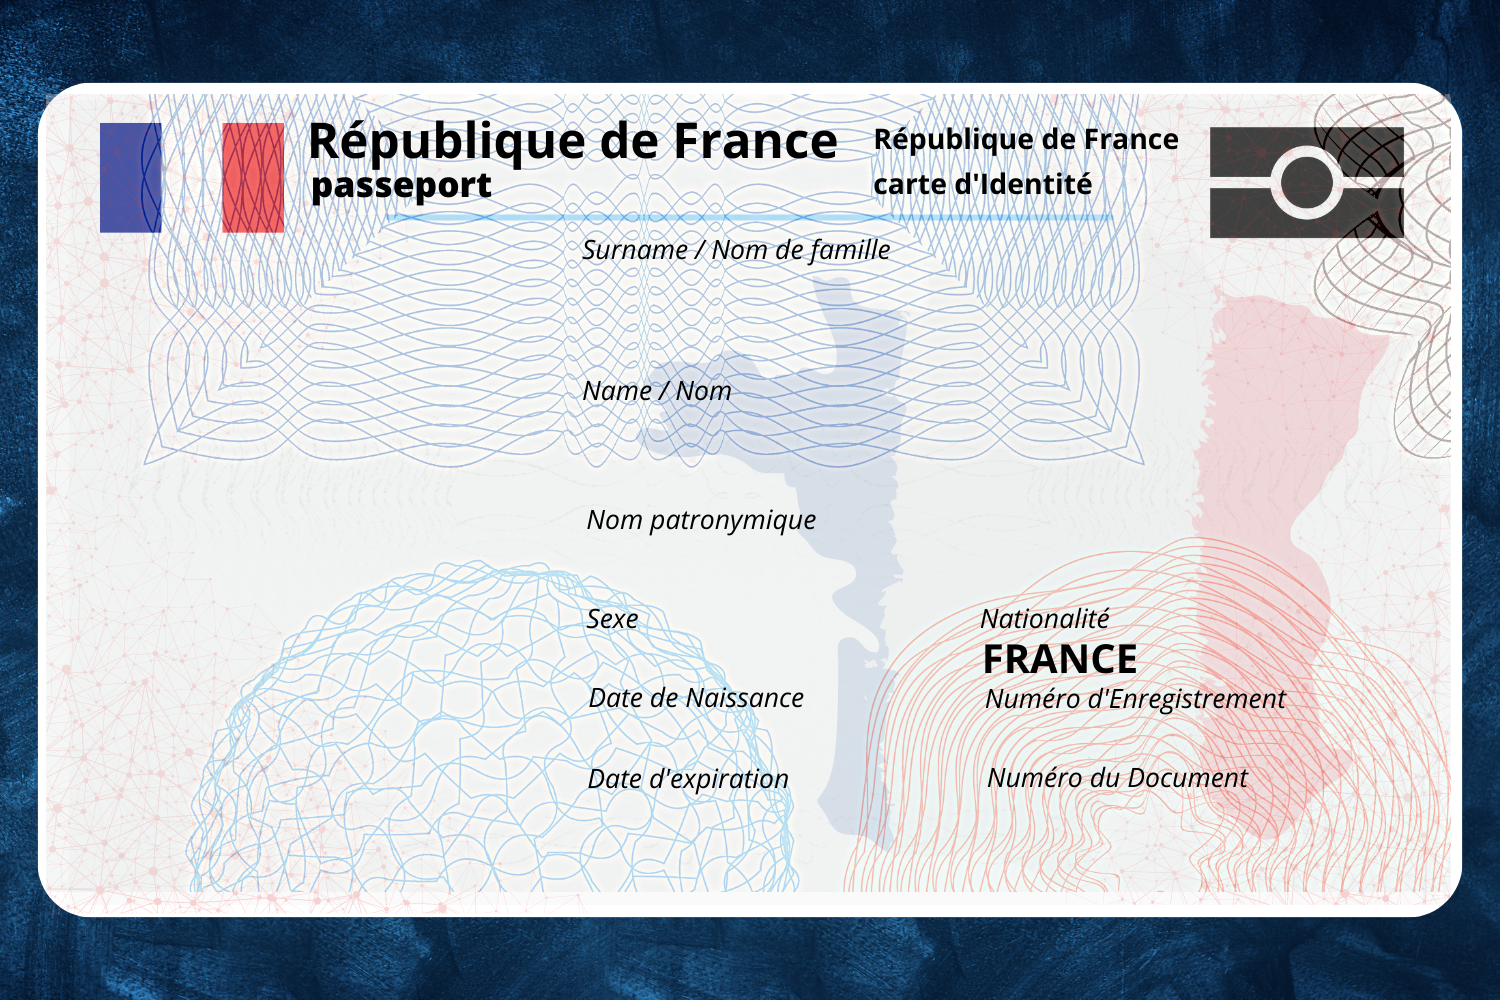 République de France
passeport
République de France
carte d'Identité
Surname / Nom de famille
Name / Nom
Nom patronymique
Sexe
Nationalité
FRANCE
Date de Naissance
Numéro d'Enregistrement
Date d'expiration
Numéro du Document